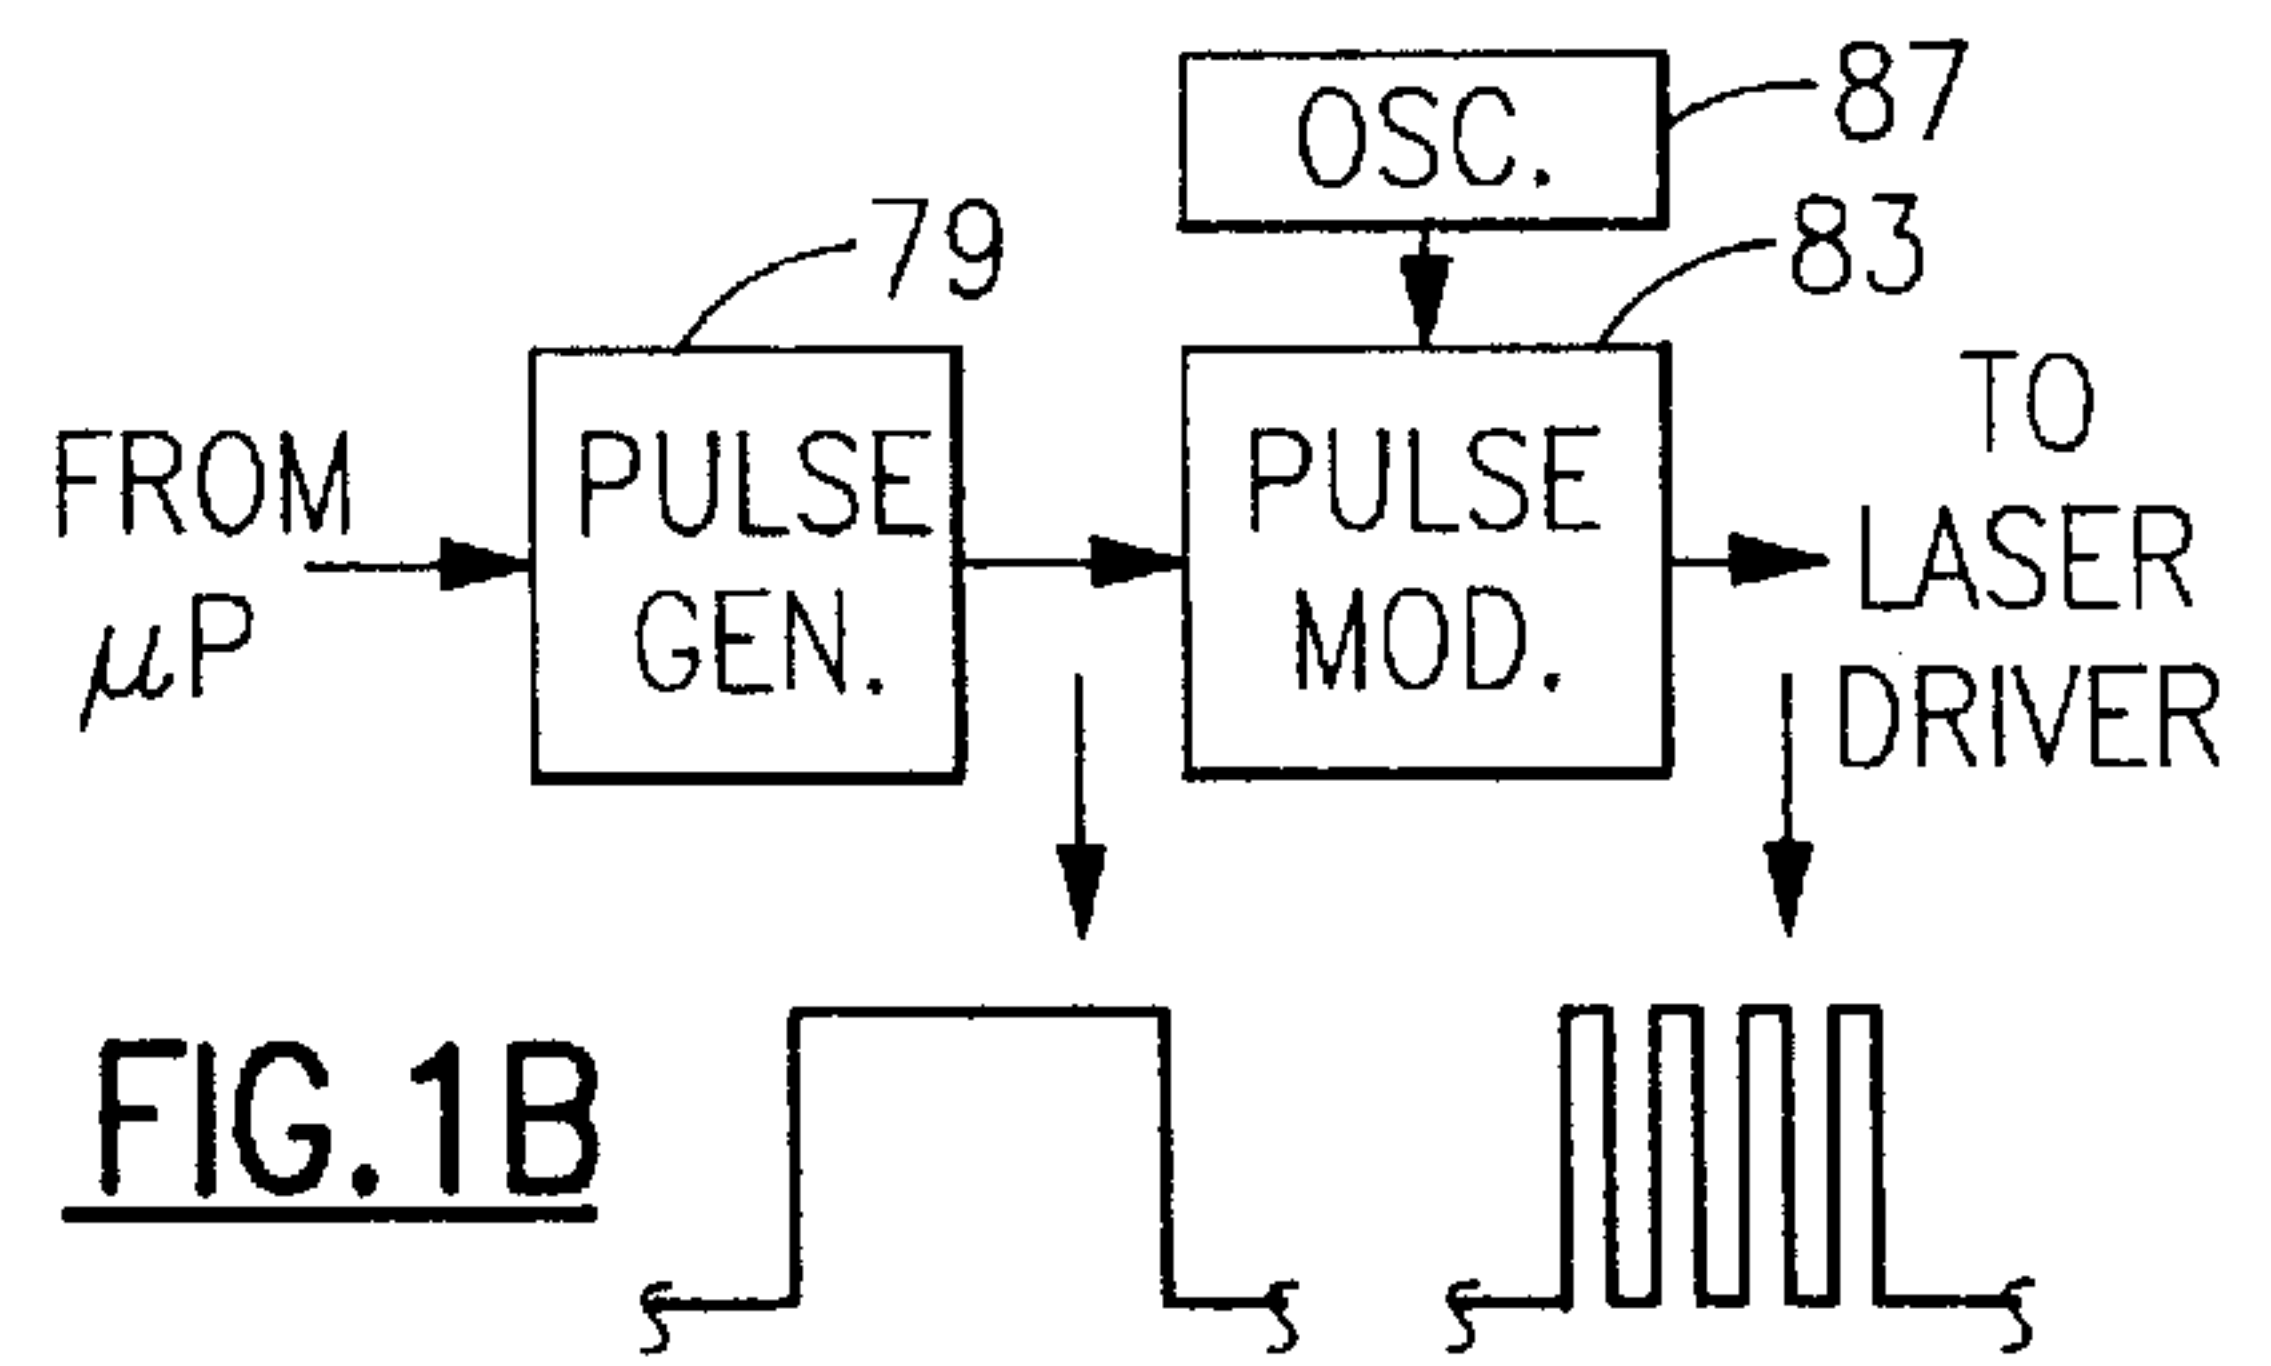 OSC.
87
79
83
FROM
μP
PULSE
GEN.
PULSE
MOD.
TO
LASER
DRIVER
FIG.1B